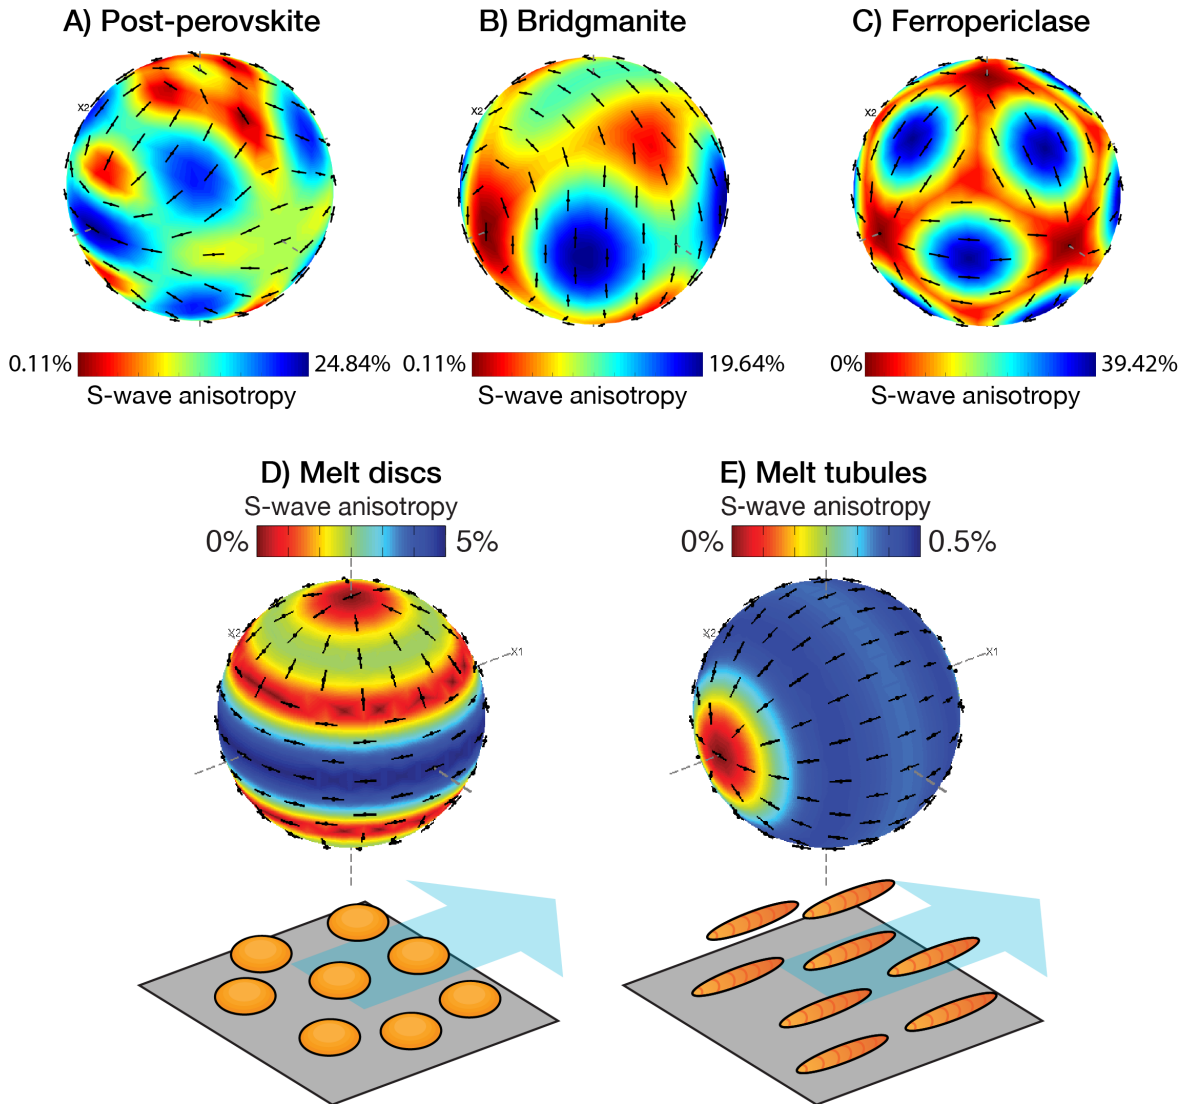 A) Post-perovskite
B) Bridgmanite
C) Ferropericlase
X2
X2
X2
0.11% 24.84%
S-wave anisotropy
0.11% 19.64%
S-wave anisotropy
0% 39.42%
S-wave anisotropy
D) Melt discs
S-wave anisotropy
0% 5%
X2
X1
E) Melt tubules
S-wave anisotropy
0% 0.5%
X2
X1